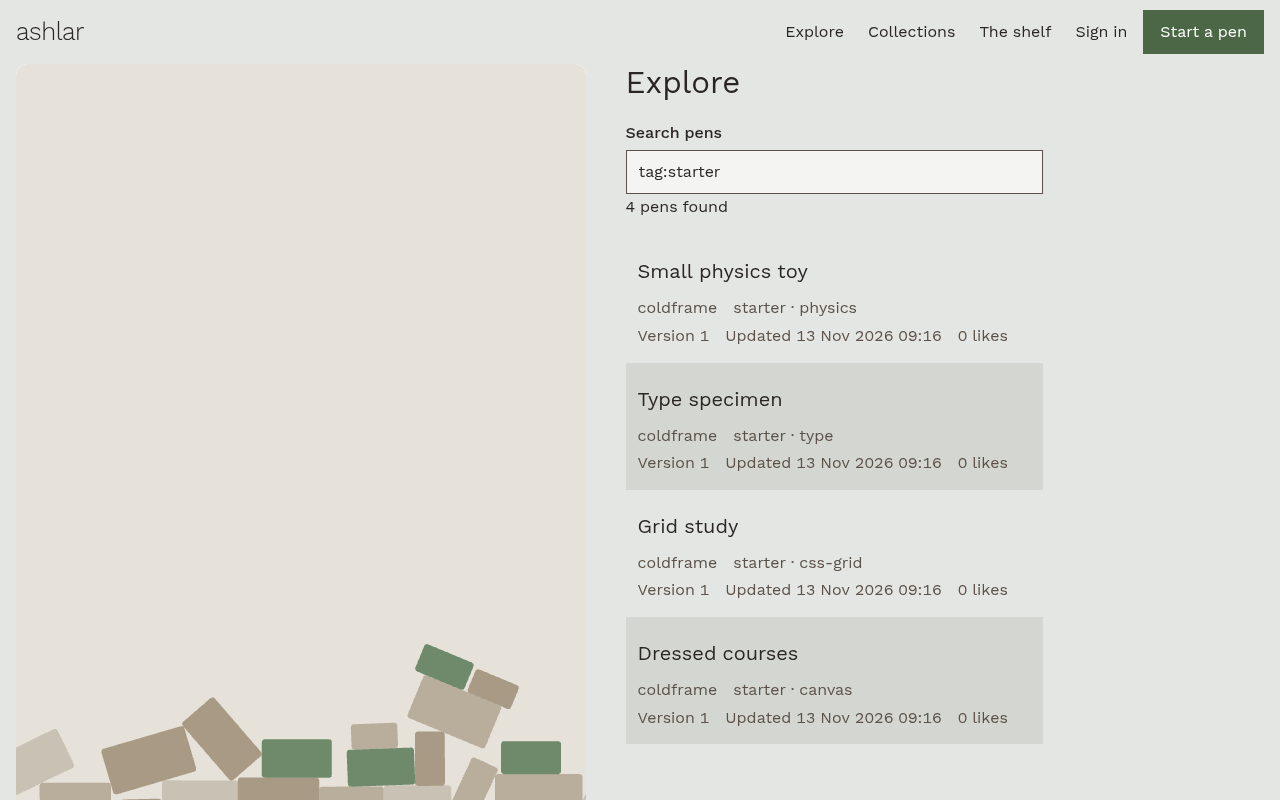 ashlar
Explore Collections The shelf Sign in Start a pen
Explore
Search pens
tag:starter
4 pens found
Small physics toy
coldframe starter · physics
Version 1 Updated 13 Nov 2026 09:16 0 likes
Type specimen
coldframe starter · type
Version 1 Updated 13 Nov 2026 09:16 0 likes
Grid study
coldframe starter · css-grid
Version 1 Updated 13 Nov 2026 09:16 0 likes
Dressed courses
coldframe starter · canvas
Version 1 Updated 13 Nov 2026 09:16 0 likes